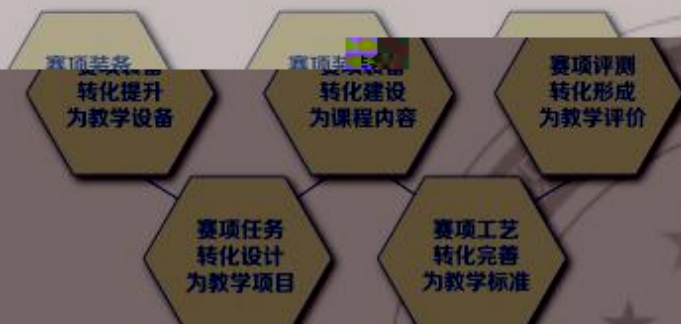 赛项装备
转化提升
为教学设备
赛项
转化建设
为课程内容
赛项评测
转化形成
为教学评价
赛项任务
转化设计
为教学项目
赛项工艺
转化完善
为教学标准